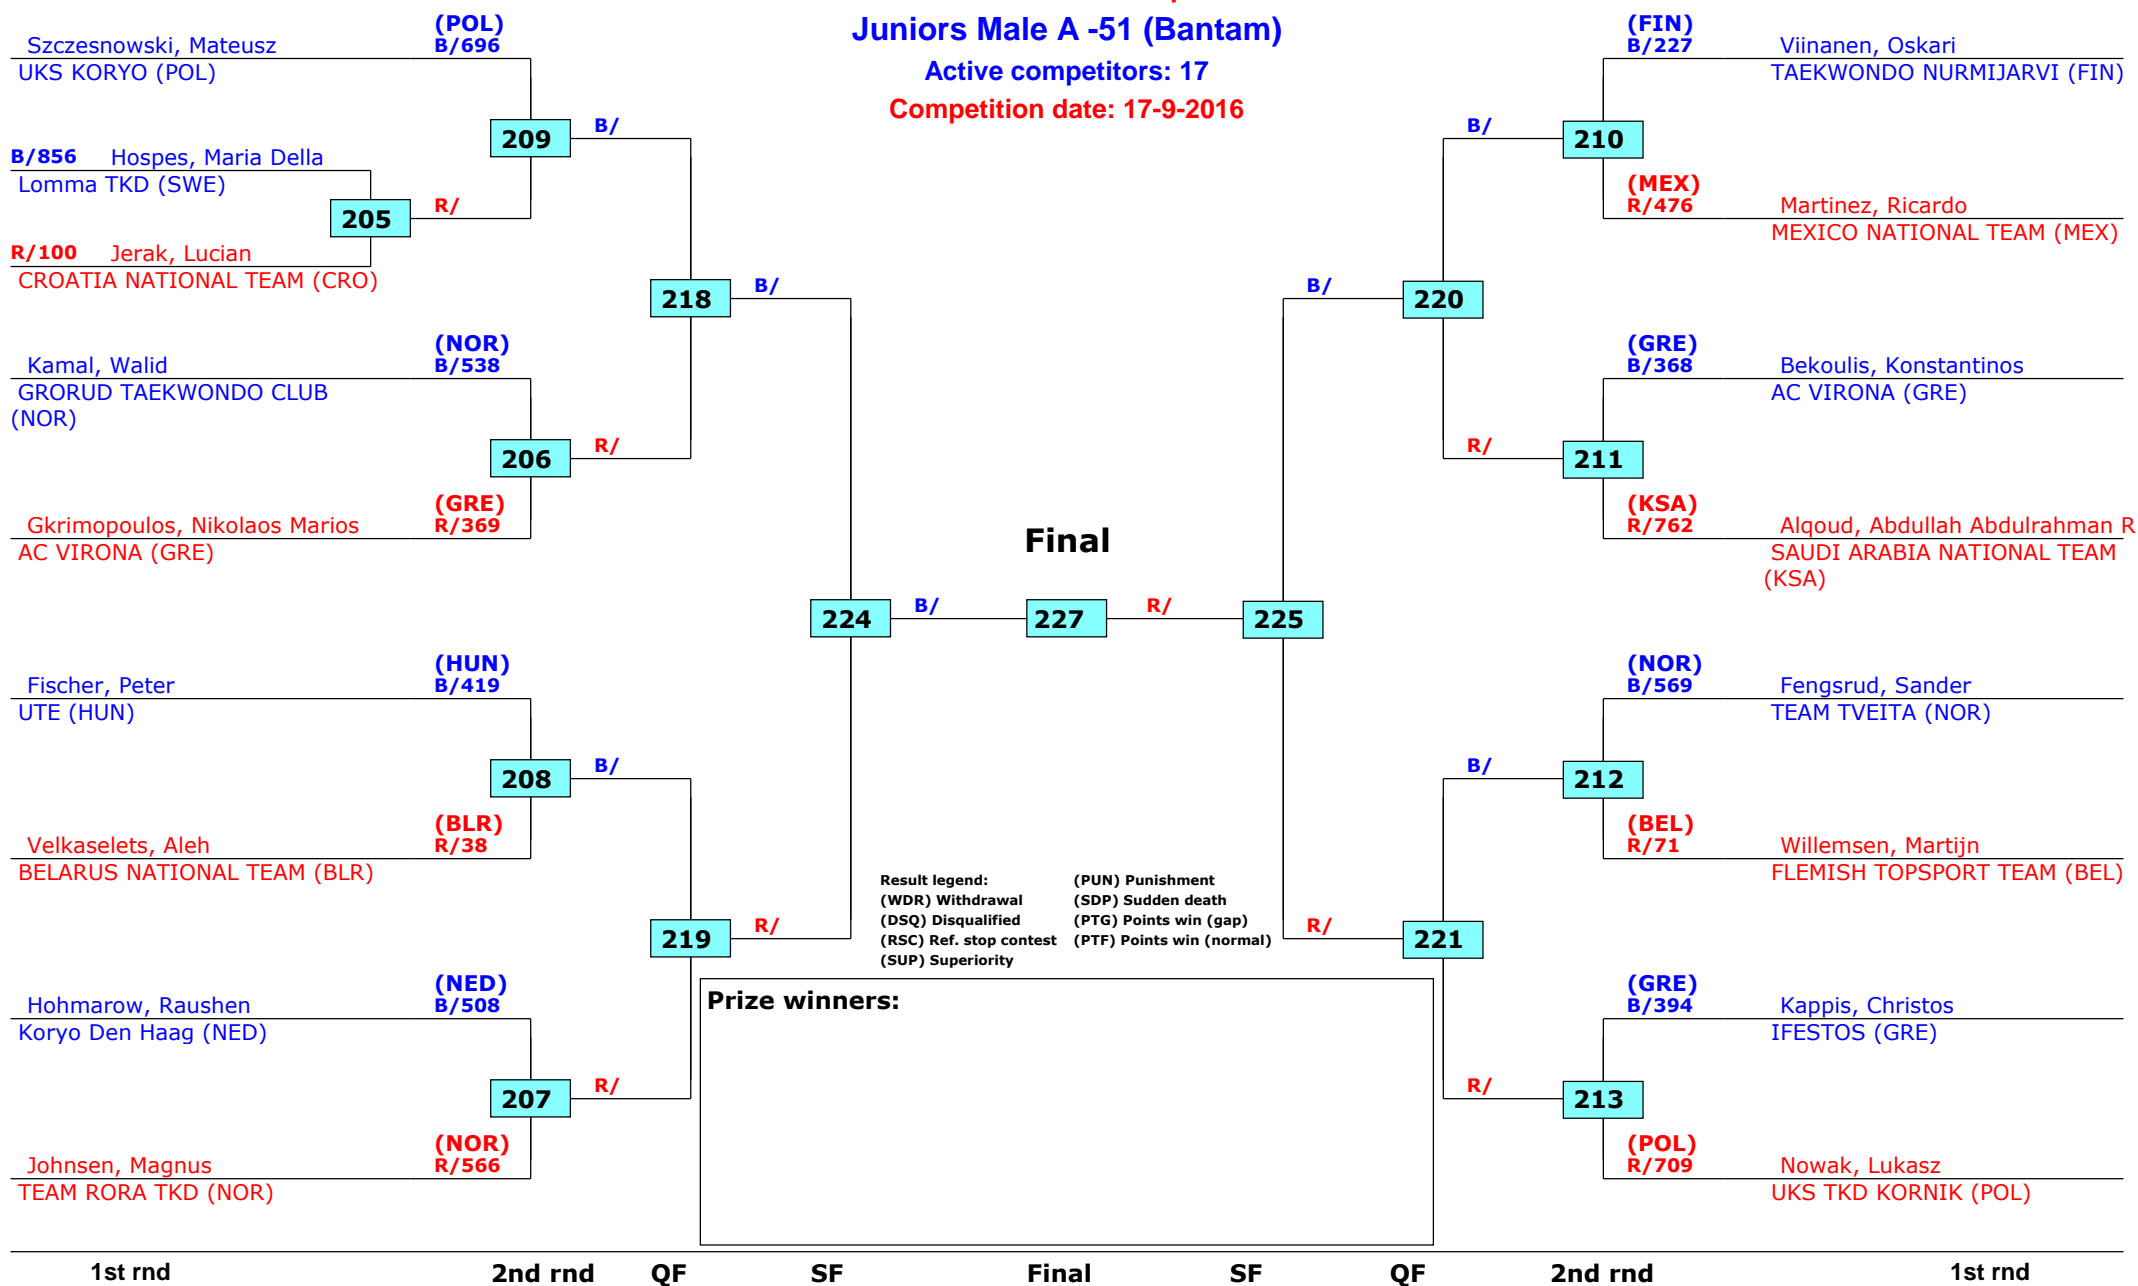 Juniors Male A -51 (Bantam)
Active competitors: 17
Competition date: 17-9-2016
(POL)
Szczesnowski, Mateusz B/696
UKS KORYO (POL)
209
B/
B/856 Hospes, Maria Della
Lomma TKD (SWE)
205
R/
R/100 Jerak, Lucian
CROATIA NATIONAL TEAM (CRO)
218
B/
(NOR)
Kamal, Walid B/538
GRORUD TAEKWONDO CLUB
(NOR)
206
R/
(GRE)
Gkrimopoulos, Nikolaos Marios R/369
AC VIRONA (GRE)
224
B/
(HUN)
Fischer, Peter B/419
UTE (HUN)
208
B/
(BLR)
Velkaselets, Aleh R/38
BELARUS NATIONAL TEAM (BLR)
219
R/
(NED)
Hohmarow, Raushen B/508
Koryo Den Haag (NED)
207
R/
(NOR)
Johnsen, Magnus R/566
TEAM RORA TKD (NOR)
Final
227
R/
225
(FIN)
B/227 Viinanen, Oskari
TAEKWONDO NURMIJARVI (FIN)
B/
210
(MEX)
R/476 Martinez, Ricardo
MEXICO NATIONAL TEAM (MEX)
B/
220
(GRE)
B/368 Bekoulis, Konstantinos
AC VIRONA (GRE)
R/
211
(KSA)
R/762 Alqoud, Abdullah Abdulrahman R
SAUDI ARABIA NATIONAL TEAM
(KSA)
(NOR)
B/569 Fengsrud, Sander
TEAM TVEITA (NOR)
B/
212
(BEL)
R/71 Willemsen, Martijn
FLEMISH TOPSPORT TEAM (BEL)
R/
221
(GRE)
B/394 Kappis, Christos
IFESTOS (GRE)
R/
213
(POL)
R/709 Nowak, Lukasz
UKS TKD KORNIK (POL)
Result legend: (PUN) Punishment
(WDR) Withdrawal (SDP) Sudden death
(DSQ) Disqualified (PTG) Points win (gap)
(RSC) Ref. stop contest (PTF) Points win (normal)
(SUP) Superiority
Prize winners:
1st rnd 2nd rnd QF SF Final SF QF 2nd rnd 1st rnd